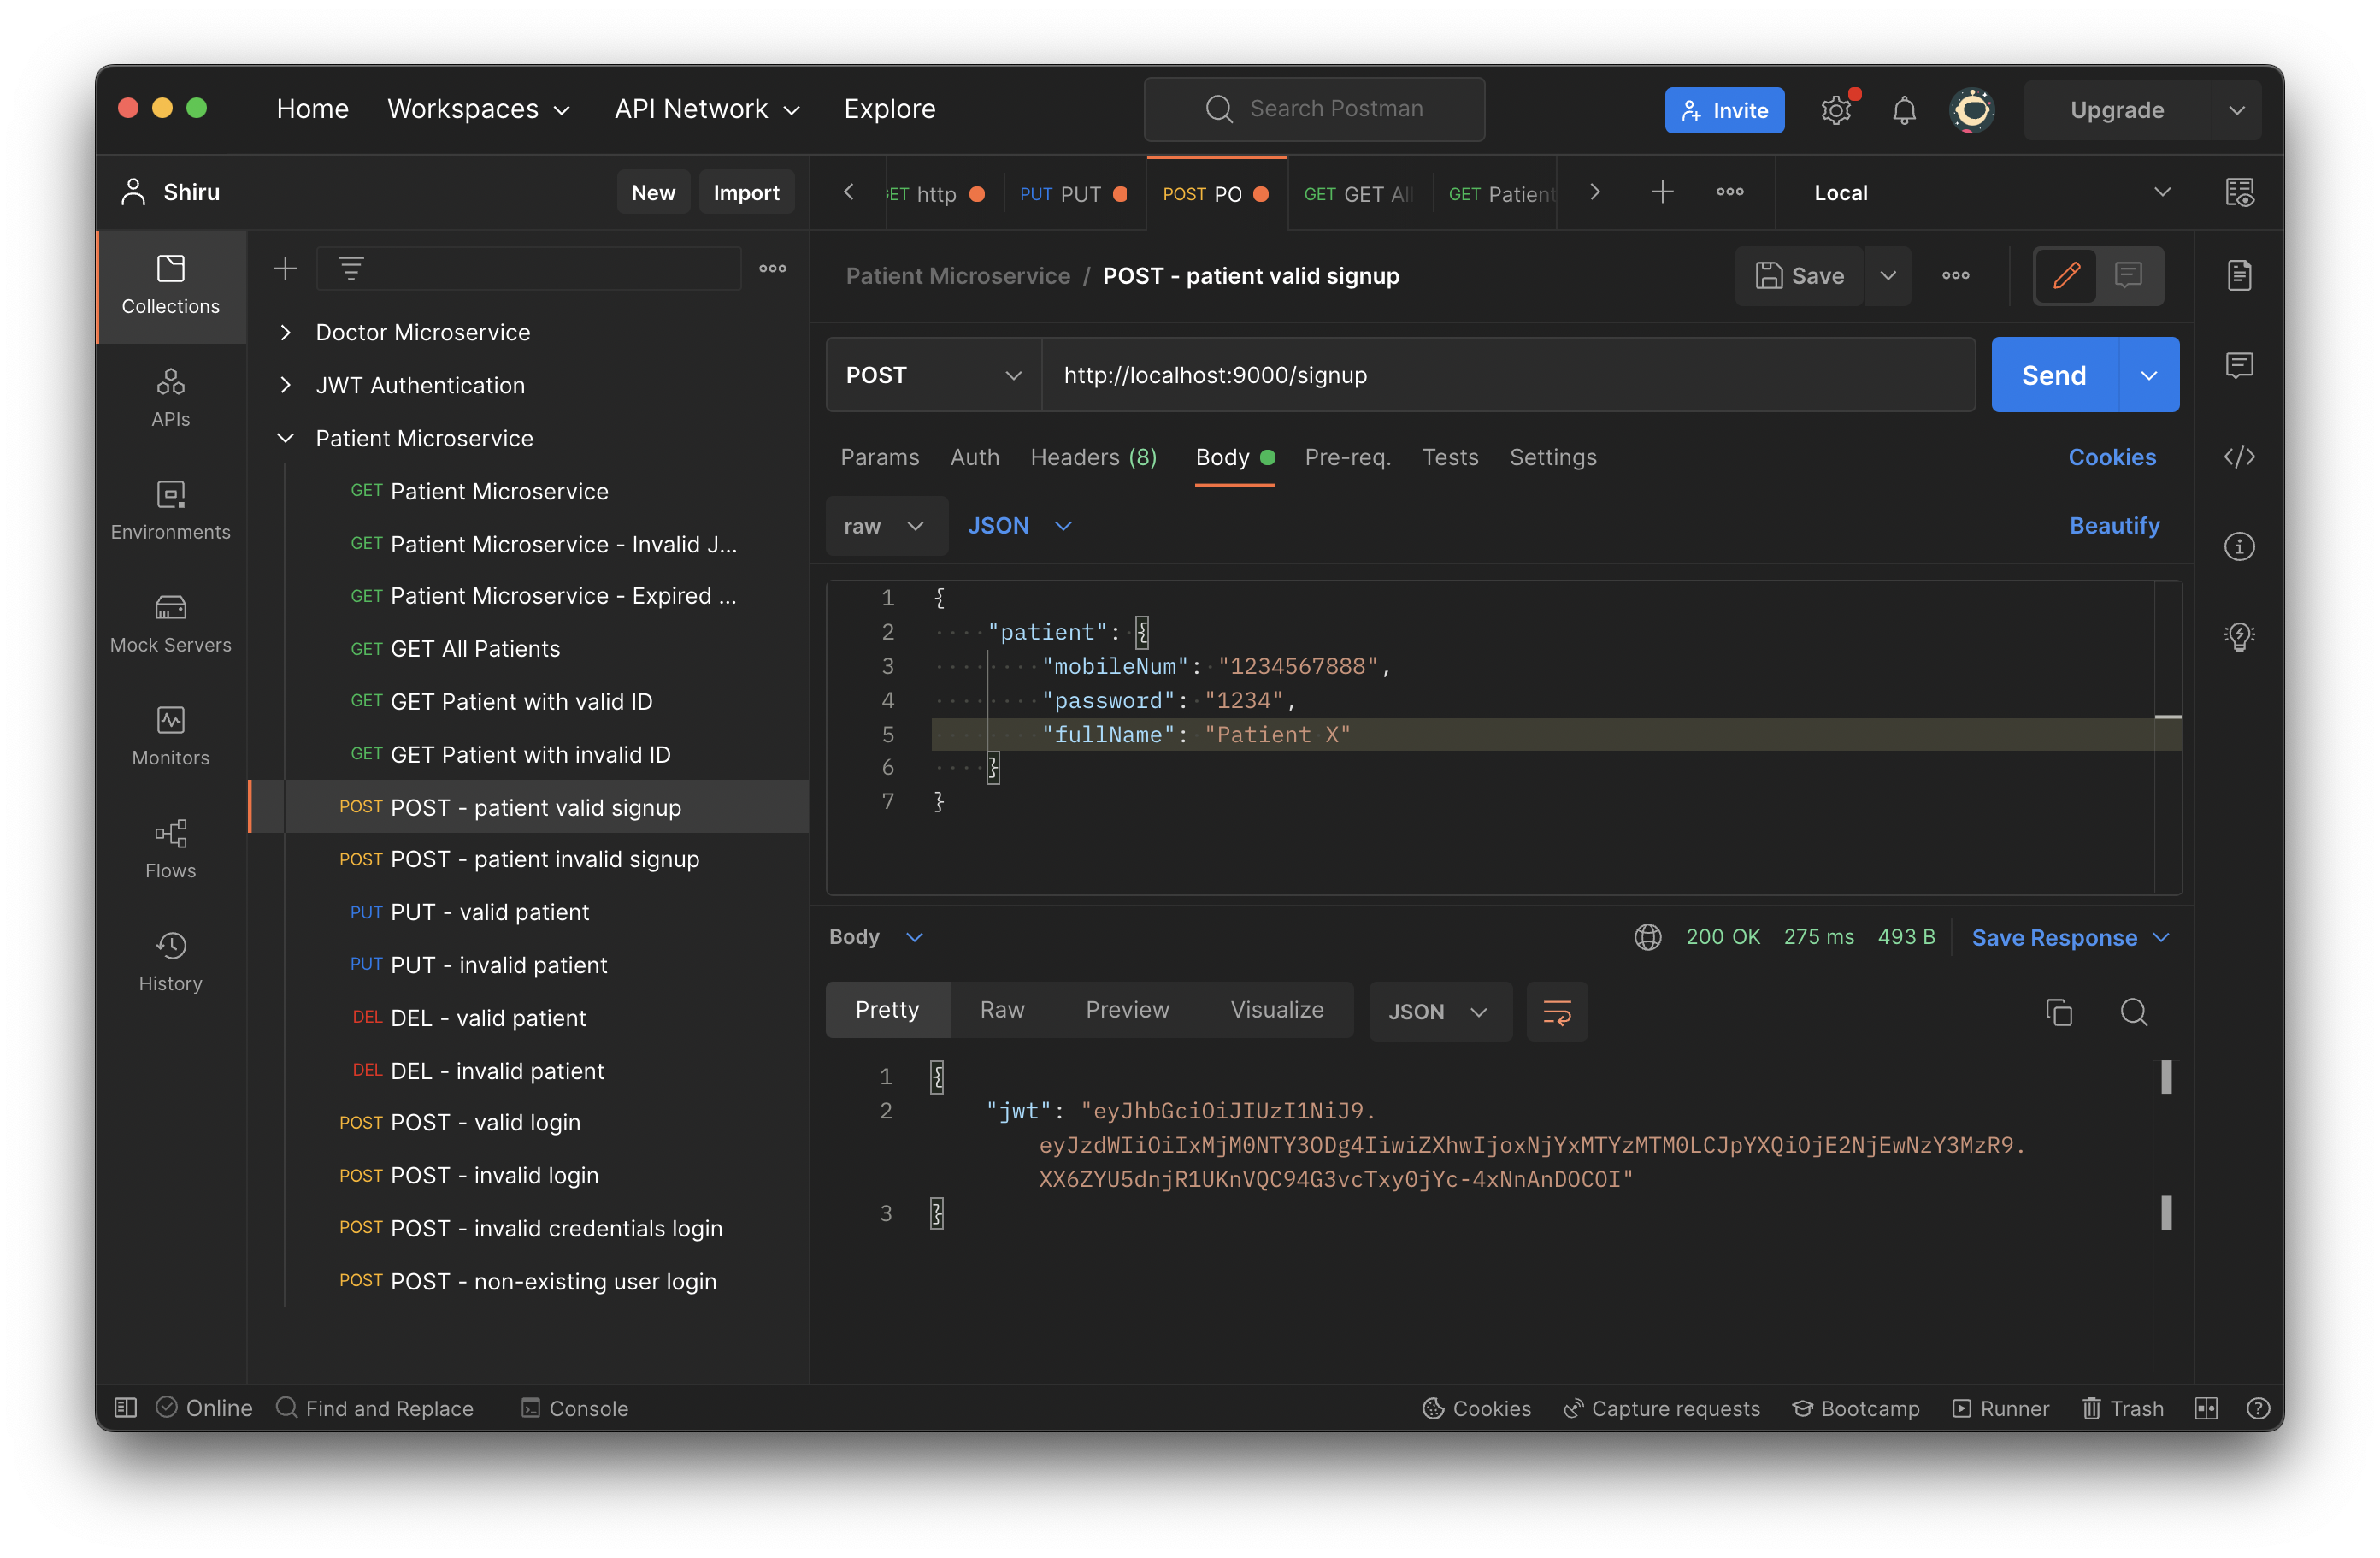 Home Workspaces API Network Explore Search Postman Invite Upgrade
Shiru New Import
ET http PUT PUT POST PO GET GET Al GET Patient Local
Collections
APIs
Environments
Mock Servers
Monitors
Flows
History
Doctor Microservice
JWT Authentication
Patient Microservice
GET Patient Microservice
GET Patient Microservice - Invalid J...
GET Patient Microservice - Expired ...
GET GET All Patients
GET GET Patient with valid ID
GET GET Patient with invalid ID
POST POST - patient valid signup
POST POST - patient invalid signup
PUT PUT - valid patient
PUT PUT - invalid patient
DEL DEL - valid patient
DEL DEL - invalid patient
POST POST - valid login
POST POST - invalid login
POST POST - invalid credentials login
POST POST - non-existing user login
Patient Microservice / POST - patient valid signup Save
POST http://localhost:9000/signup Send
Params Auth Headers (8) Body Pre-req. Tests Settings Cookies
raw JSON Beautify
1 {
2 "patient": {
3 "mobileNum": "1234567888",
4 "password": "1234",
5 "fullName": "Patient X"
6 }
7 }
Body 200 OK 275 ms 493 B Save Response
Pretty Raw Preview Visualize JSON
1 {
2 "jwt": "eyJhbGciOiJIUzI1NiJ9.
eyJzdWIiOiIxMjM0NTY3ODg4IiwiZXhwIjoxNjYxMTYzMTM0LCJpYXQiOjE2NjEwNzY3MzR9.
XX6ZYU5dnjR1UKnVQC94G3vcTxy0jYc-4xNnAnDOCOI"
3 }
Online Find and Replace Console Cookies Capture requests Bootcamp Runner Trash